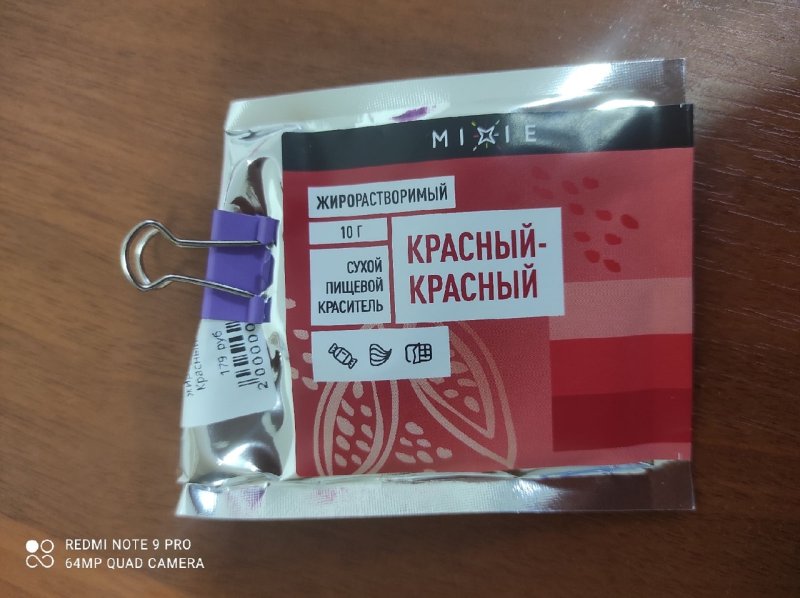 MIXIE
ЖИРОРАСТВОРИМЫЙ
10 Г
СУХОЙ
ПИЩЕВОЙ
КРАСИТЕЛЬ
КРАСНЫЙ-
КРАСНЫЙ
179 руб
REDMI NOTE 9 PRO
64MP QUAD CAMERA